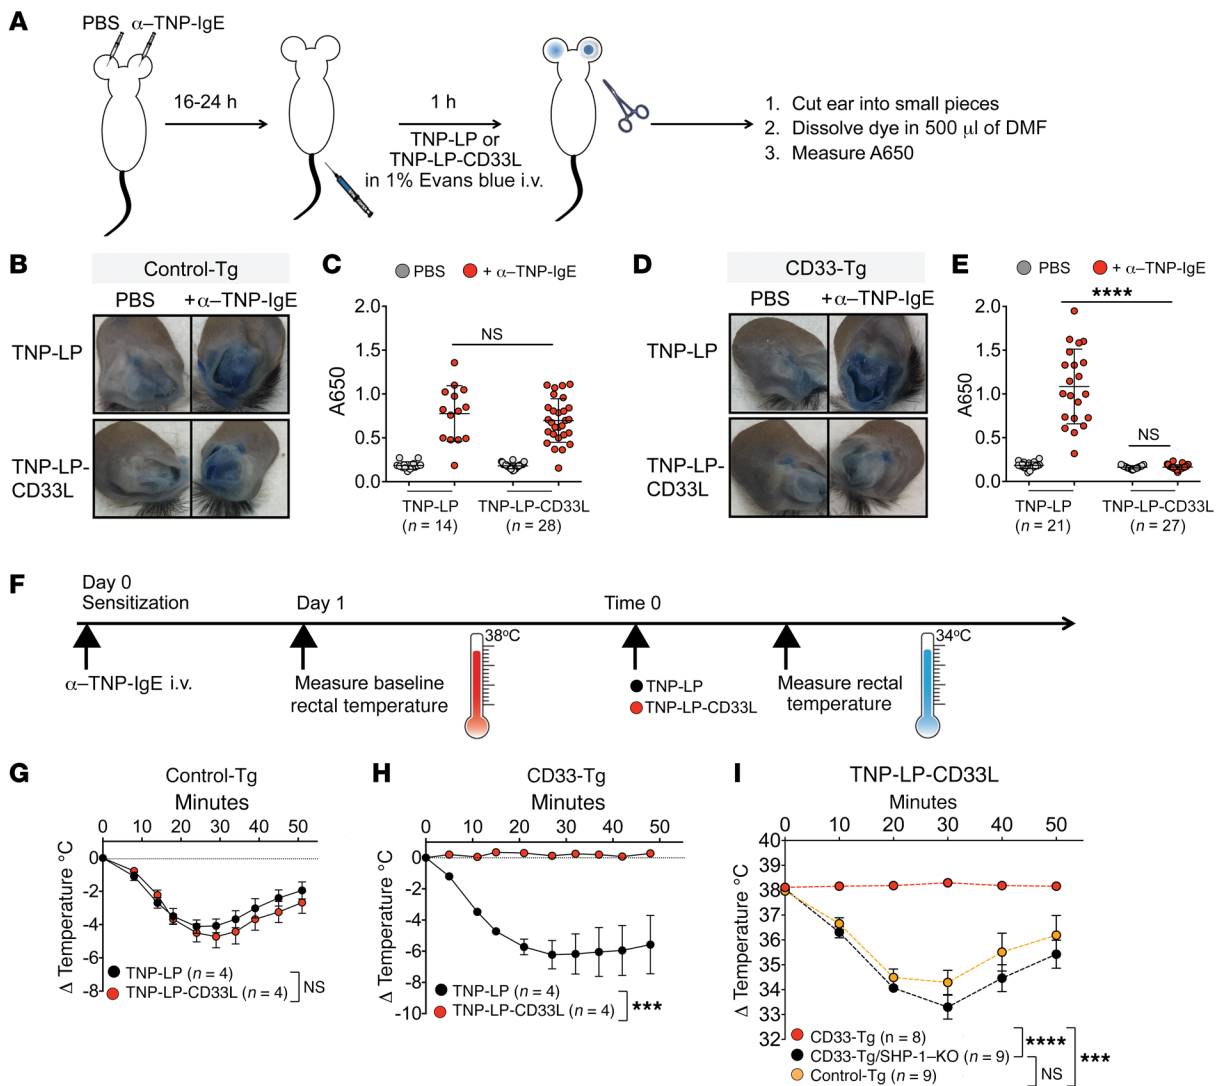 A
PBS α–TNP-IgE
16-24 h
1 h
TNP-LP or
TNP-LP-CD33L
in 1% Evans blue i.v.
1. Cut ear into small pieces
2. Dissolve dye in 500 μl of DMF
3. Measure A650
B
Control-Tg
PBS +α–TNP-IgE
TNP-LP
TNP-LP-
CD33L
C
PBS + α–TNP-IgE
2.0
1.5
1.0
0.5
0.0
A650
NS
TNP-LP TNP-LP-CD33L
(n = 14) (n = 28)
D
CD33-Tg
PBS +α–TNP-IgE
TNP-LP
TNP-LP-
CD33L
E
PBS + α–TNP-IgE
****
2.0
1.5
1.0
0.5
0.0
A650
NS
TNP-LP TNP-LP-CD33L
(n = 21) (n = 27)
F
Day 0
Sensitization
Day 1
Time 0
α–TNP-IgE i.v.
Measure baseline
rectal temperature
38oC
TNP-LP
TNP-LP-CD33L
Measure rectal
temperature
34oC
G
Control-Tg
Minutes
0 10 20 30 40 50
0
-2
-4
-6
-8
Δ Temperature °C
TNP-LP (n = 4)
TNP-LP-CD33L (n = 4)
NS
H
CD33-Tg
Minutes
0 10 20 30 40 50
0
-2
-4
-6
-8
-10
Δ Temperature °C
TNP-LP (n = 4)
TNP-LP-CD33L (n = 4)
***
I
TNP-LP-CD33L
Minutes
0 10 20 30 40 50
40
38
37
36
35
34
33
32
Δ Temperature °C
CD33-Tg (n = 8)
CD33-Tg/SHP-1–KO (n = 9)
Control-Tg (n = 9)
****
NS
***